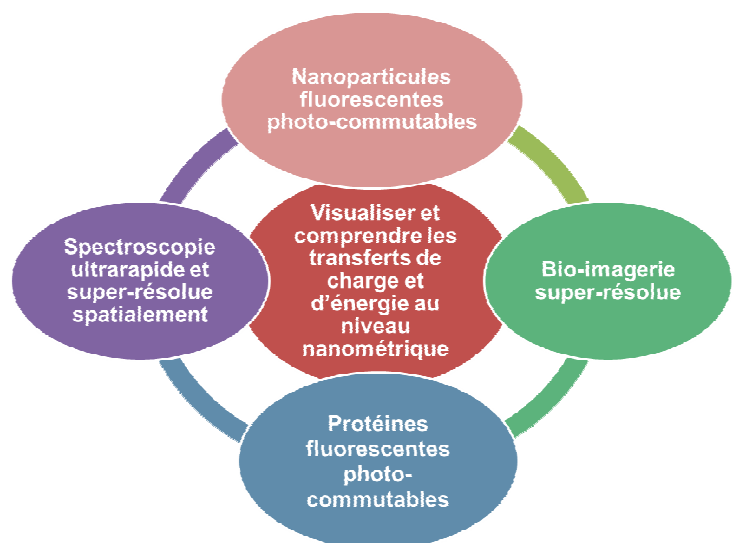 Nanoparticules
fluorescentes
photo-commutables
Visualiser et
comprendre les
transferts de
charge et
d'énergie au
niveau
nanométrique
Spectroscopie
ultrarapide et
super-résolue
spatialement
Bio-imagerie
super-résolue
Protéines
fluorescentes
photo-
commutables